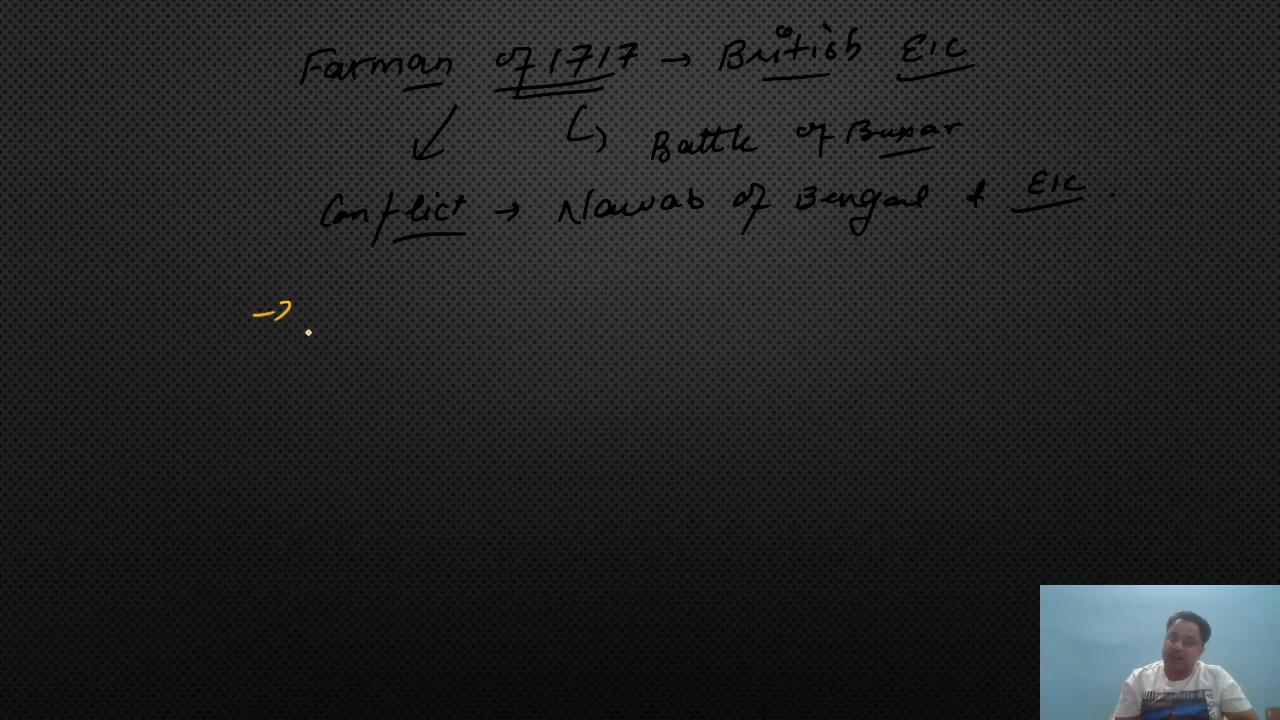 Farman of 1717 → British EIC
↳ Battle of Buxar
Conflict → Nawab of Bengal & EIC.
→